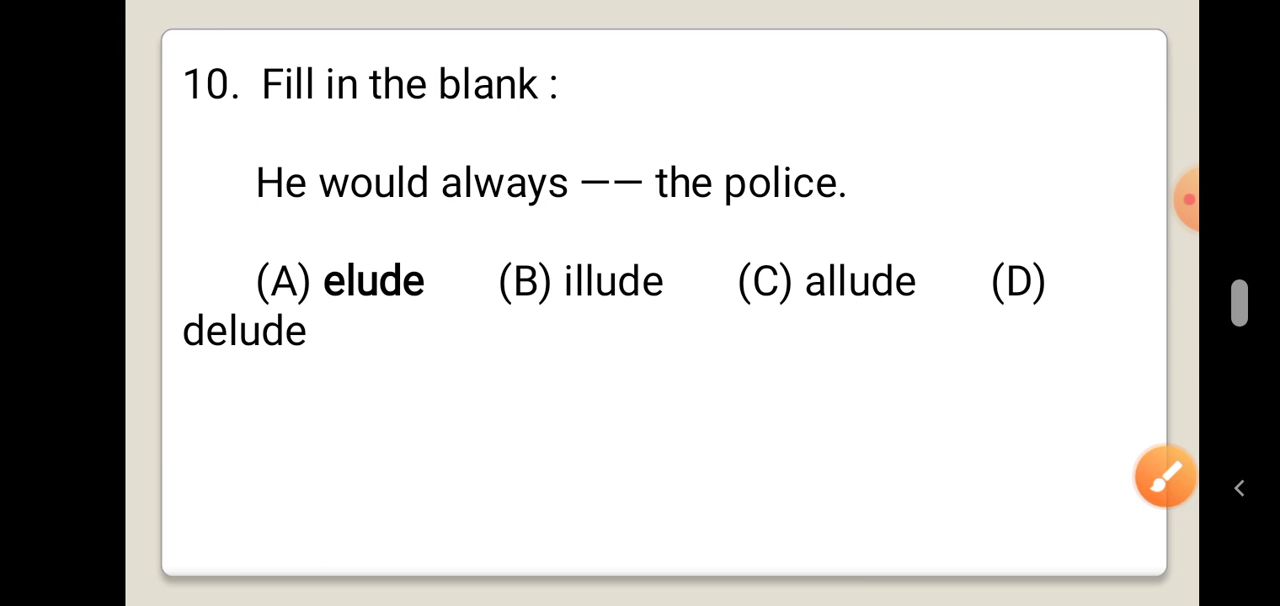 10. Fill in the blank :
He would always —— the police.
(A) elude (B) illude (C) allude (D)
delude